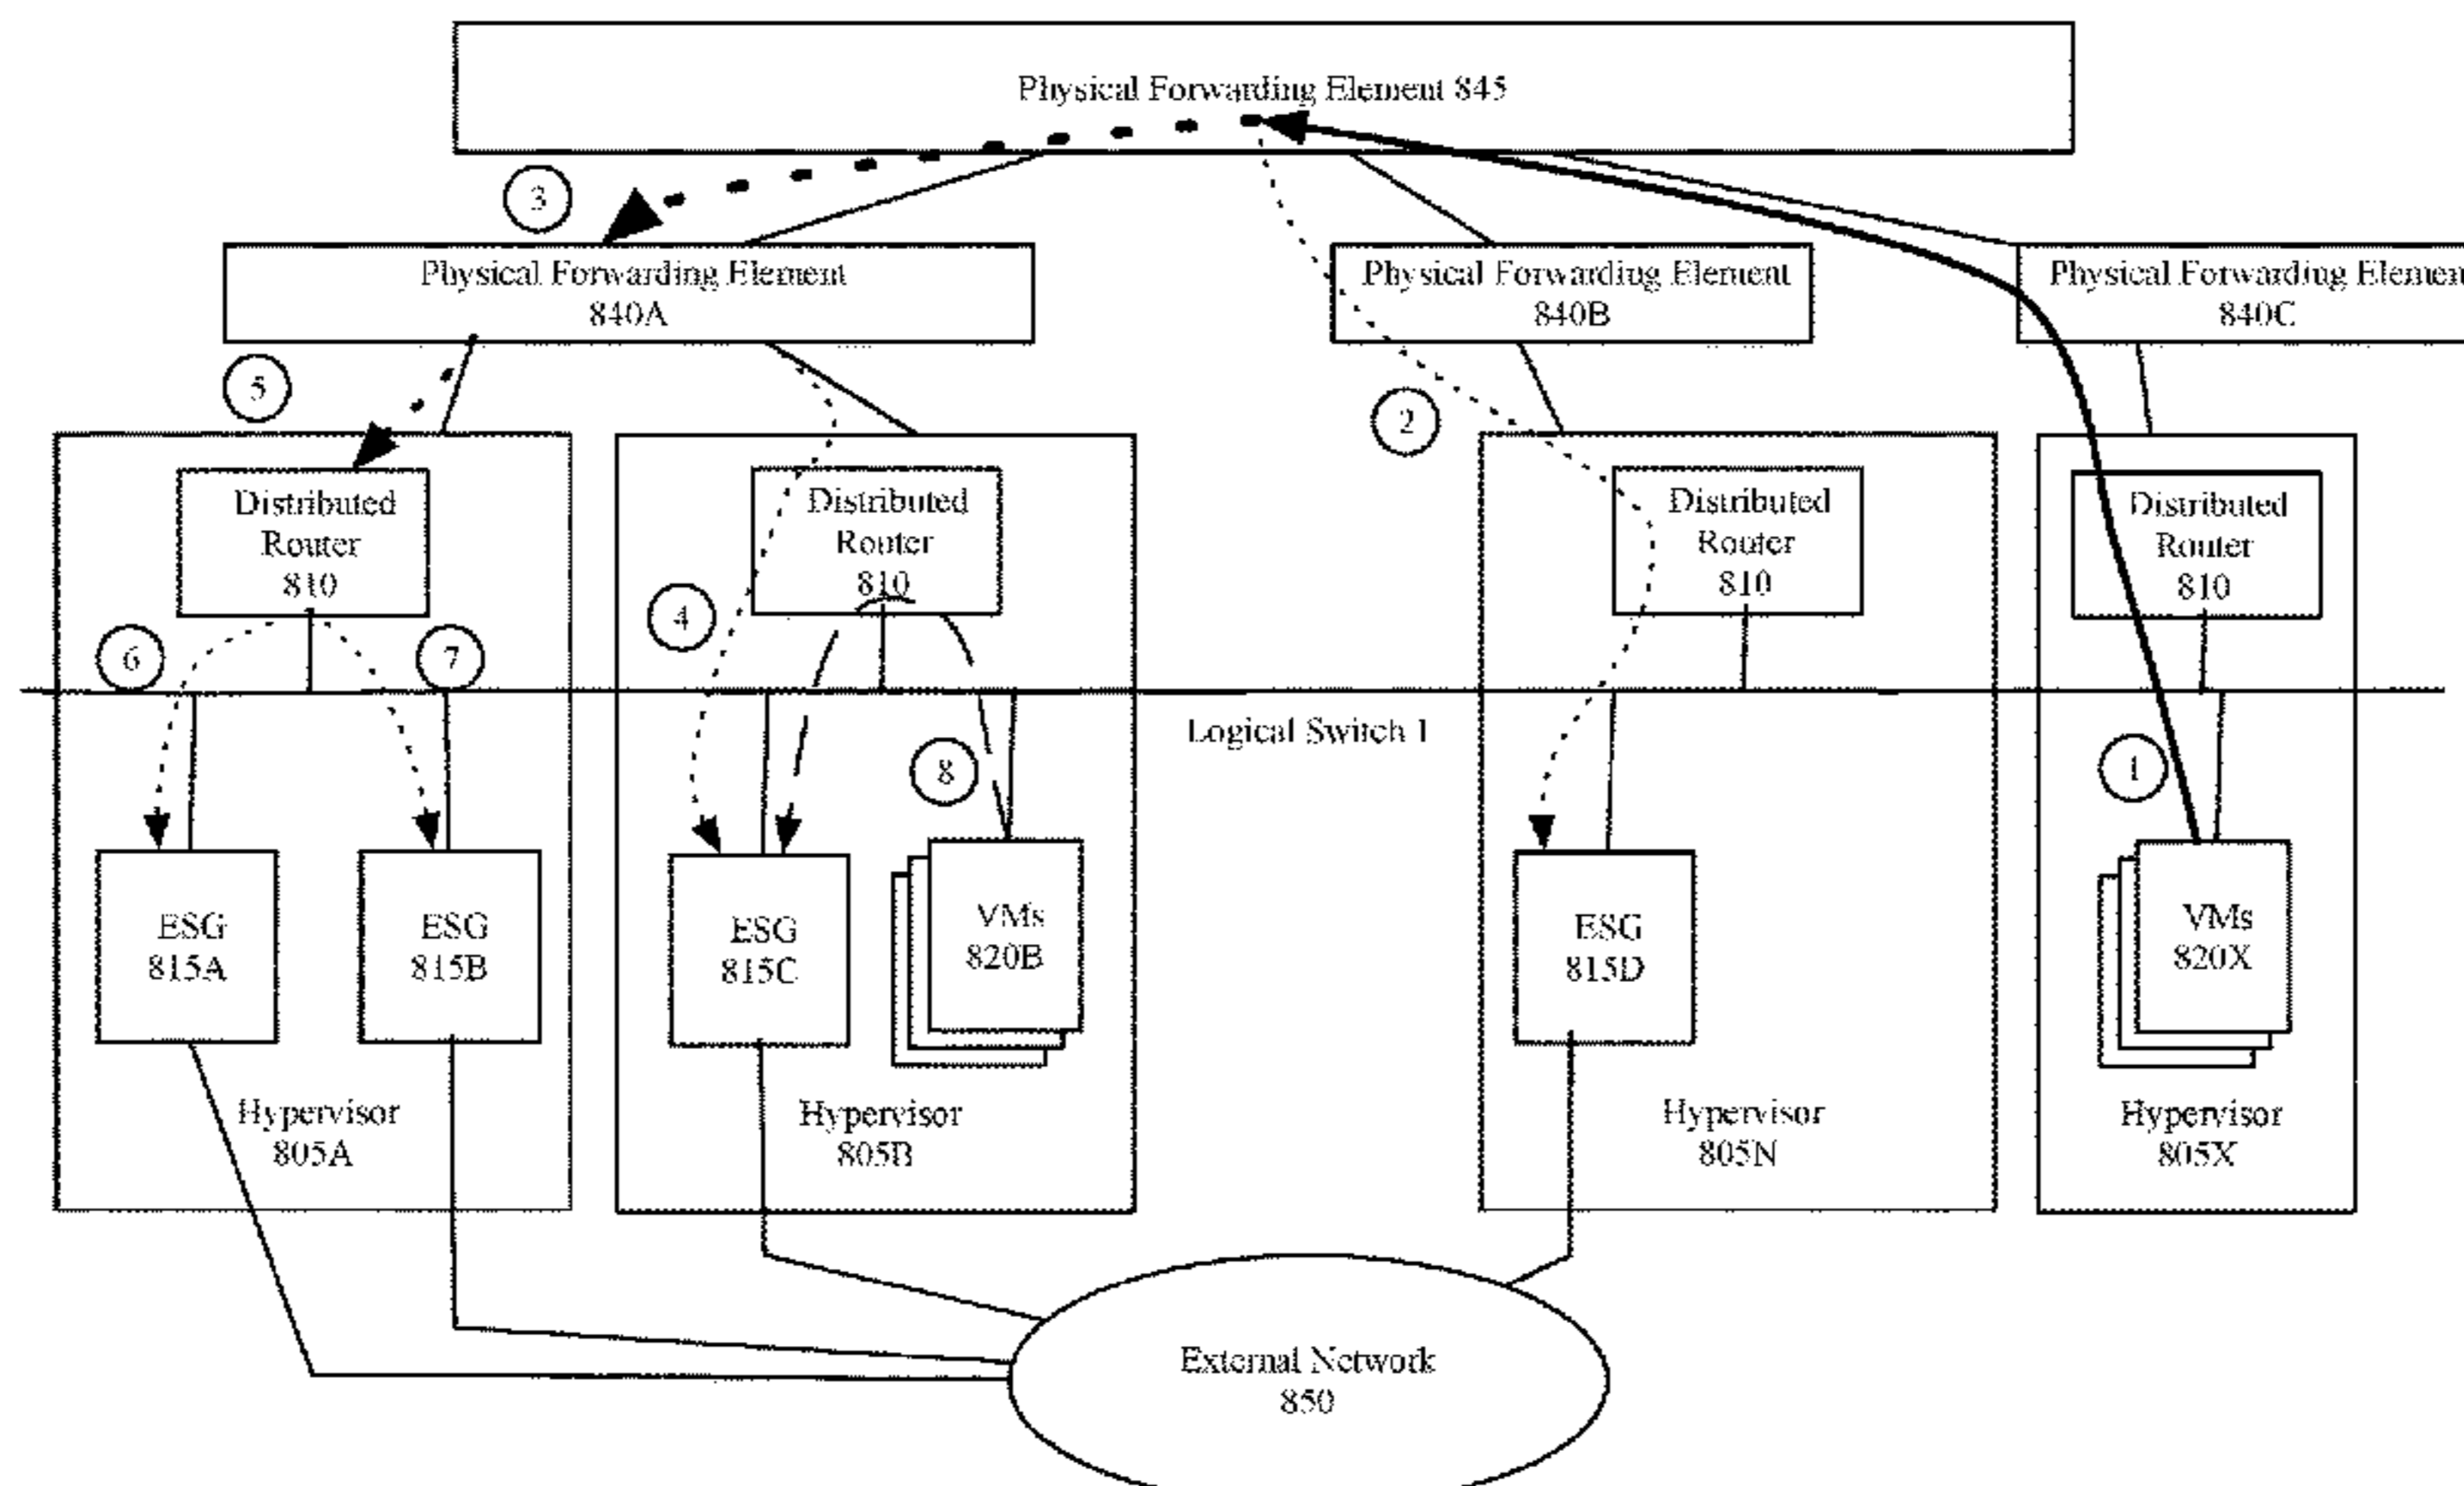 Physical Forwarding Element 845
3
Physical Forwarding Element
840A
Physical Forwarding Element
840B
Physical Forwarding Elemen
840C
5
2
Distributed
Router
810
Distributed
Router
810
Distributed
Router
810
Distributed
Router
810
4
6
7
Logical Switch 1
8
1
ESG
815A
ESG
815B
ESG
815C
VMs
820B
ESG
815D
VMs
820X
Hypervisor
805A
Hypervisor
805B
Hypervisor
805N
Hypervisor
805X
External Network
850